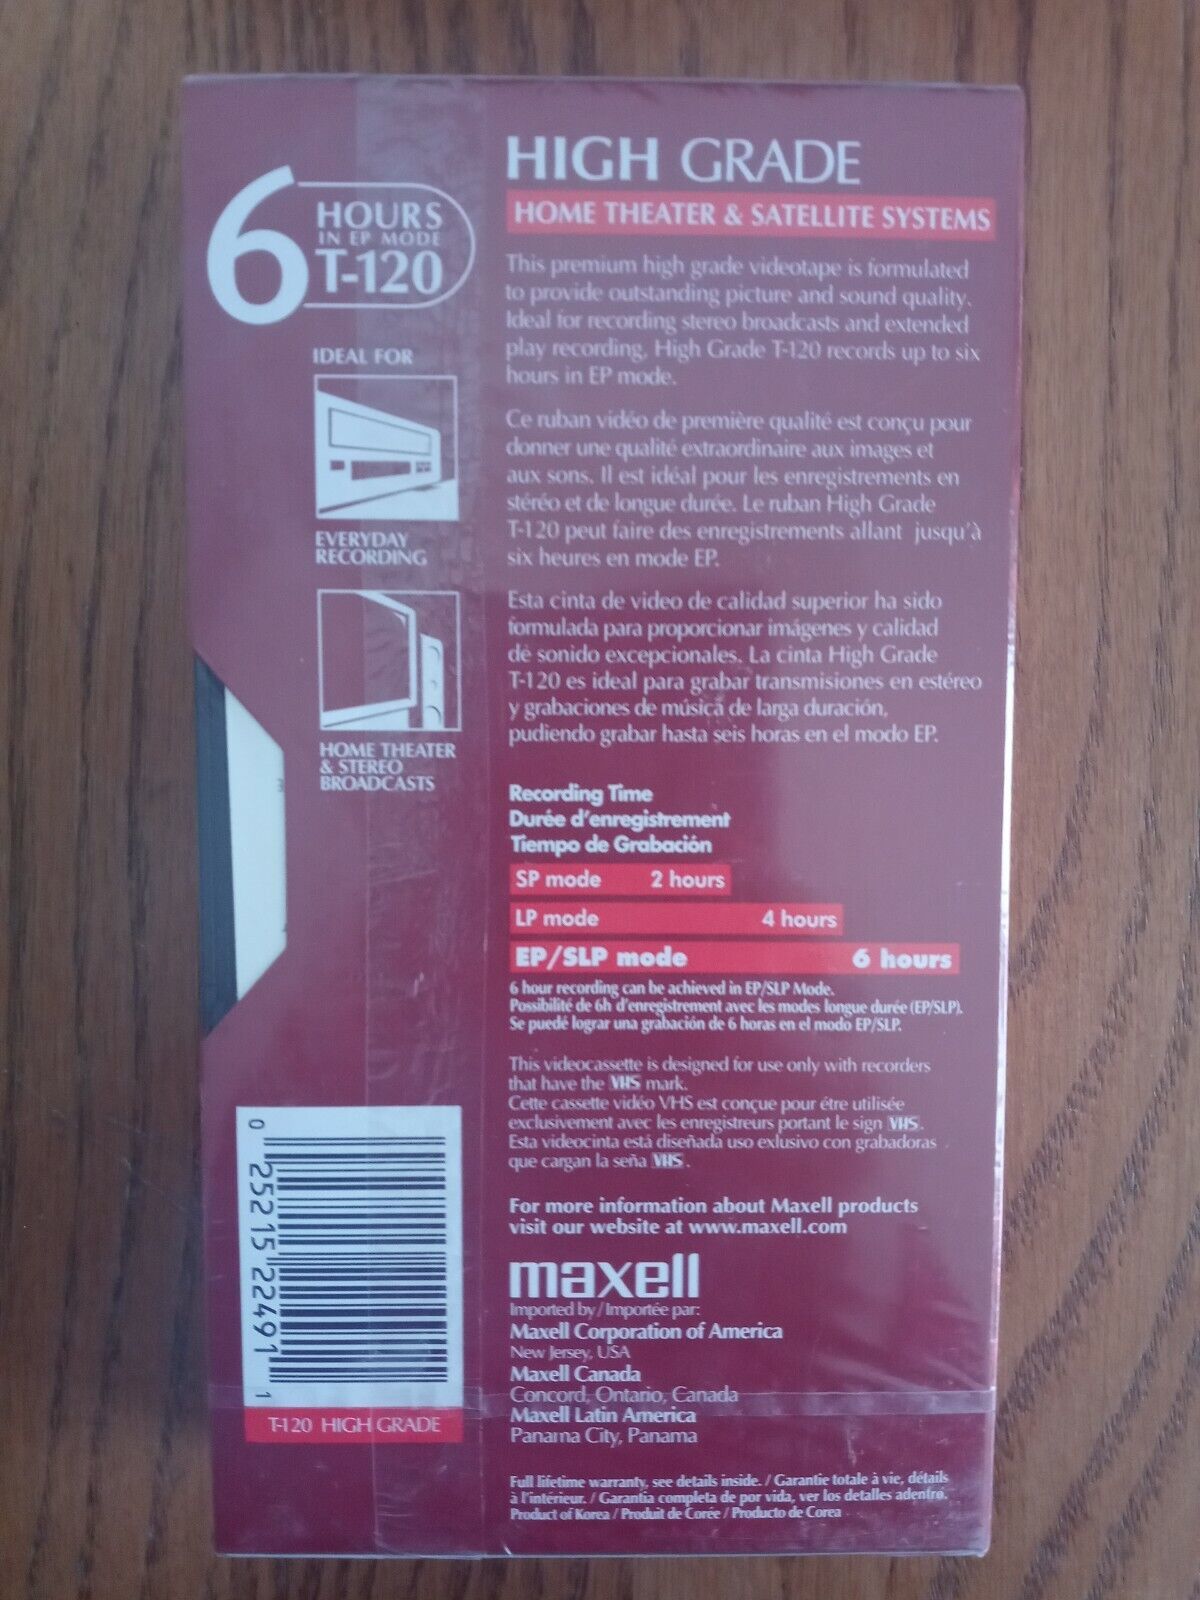 6 HOURS
IN EP MODE
T-120
IDEAL FOR
EVERYDAY
RECORDING
HOME THEATER
& STEREO
BROADCASTS
HIGH GRADE
HOME THEATER & SATELLITE SYSTEMS
This premium high grade videotape is formulated
to provide outstanding picture and sound quality.
Ideal for recording stereo broadcasts and extended
play recording, High Grade T-120 records up to six
hours in EP mode.
Ce ruban vidéo de première qualité est conçu pour
donner une qualité extraordinaire aux images et
aux sons. Il est idéal pour les enregistrements en
stéréo et de longue durée. Le ruban High Grade
T-120 peut faire des enregistrements allant jusqu'à
six heures en mode EP.
Esta cinta de video de calidad superior ha sido
formulada para proporcionar imágenes y calidad
de sonido excepcionales. La cinta High Grade
T-120 es ideal para grabar transmisiones en estéreo
y grabaciones de música de larga duración,
pudiendo grabar hasta seis horas en el modo EP.
Recording Time
Durée d'enregistrement
Tiempo de Grabación
SP mode 2 hours
LP mode 4 hours
EP/SLP mode 6 hours
6 hour recording can be achieved in EP/SLP Mode.
Possibilité de 6h d'enregistrement avec les modes longue durée (EP/SLP).
Se puedé lograr una grabación de 6 horas en el modo EP/SLP.
This videocassette is designed for use only with recorders
that have the VHS mark.
Cette cassette vidéo VHS est conçue pour étre utilisée
exclusivement avec les enregistreurs portant le sign VHS.
Esta videocinta está diseñada uso exlusivo con grabadoras
que cargan la seña VHS.
For more information about Maxell products
visit our website at www.maxell.com
maxell
Imported by / Importée par:
Maxell Corporation of America
New Jersey, USA
Maxell Canada
Concord, Ontario, Canada
Maxell Latin America
Panama City, Panama
Full lifetime warranty, see details inside. / Garantie totale à vie, détails
à l'intérieur. / Garantía completa de por vida, ver los detalles adentro.
Product of Korea / Produit de Corée / Producto de Corea
0 25215 22491 1
T-120 HIGH GRADE